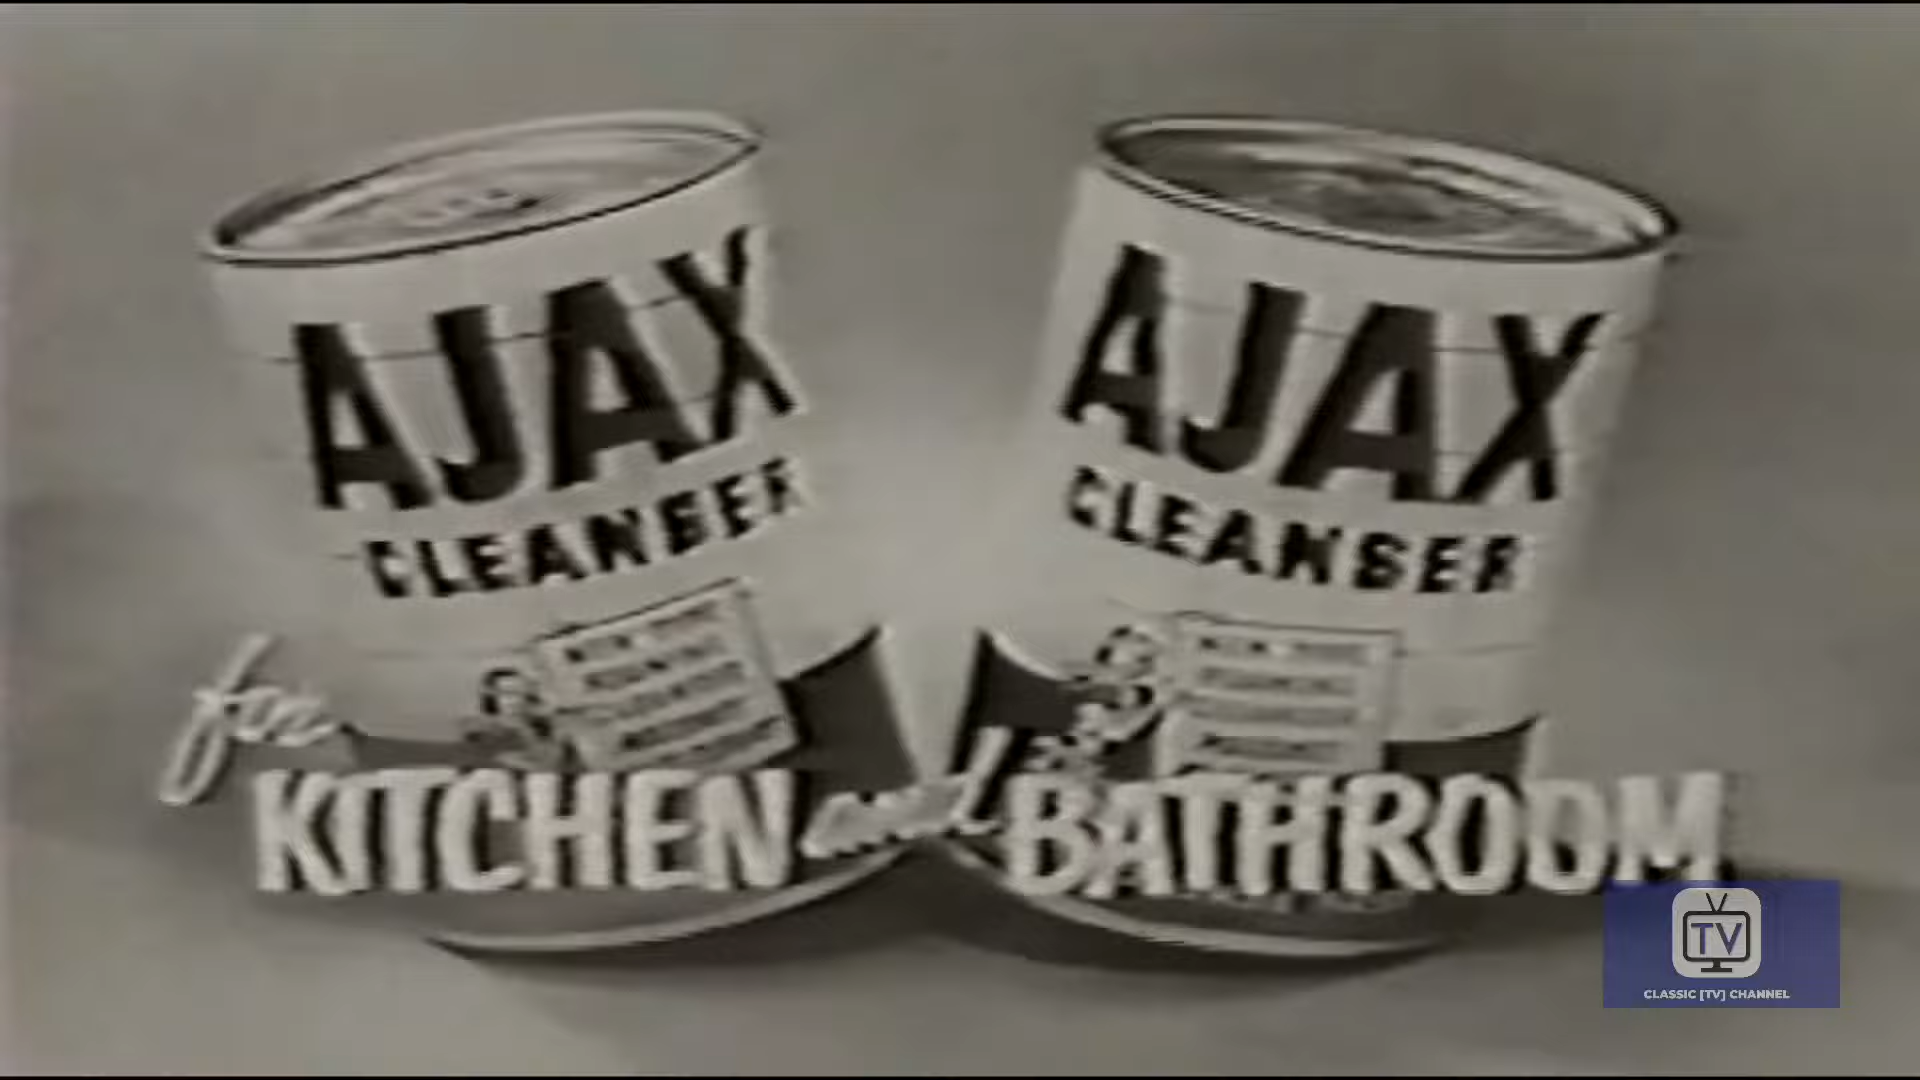 AJAX
CLEANSER
AJAX
CLEANSER
for
KITCHEN and BATHROOM
TV
CLASSIC [TV] CHANNEL